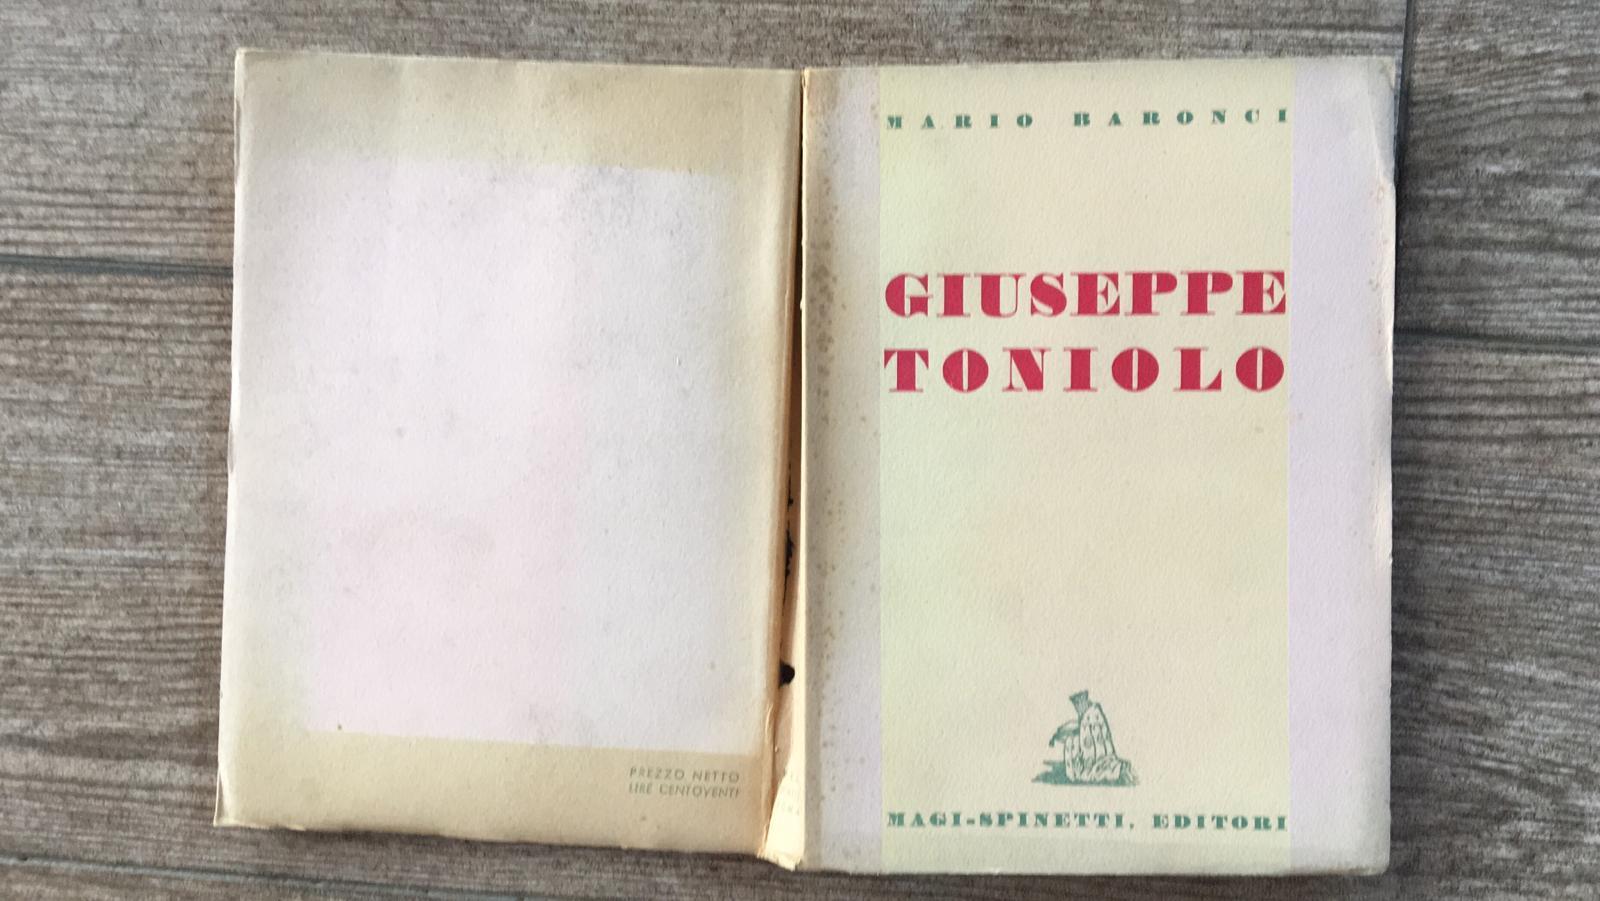 PREZZO NETTO
LIRE CENTOVENTI
MARIO BARONCI
GIUSEPPE
TONIOLO
MAGI-SPINETTI, EDITORI